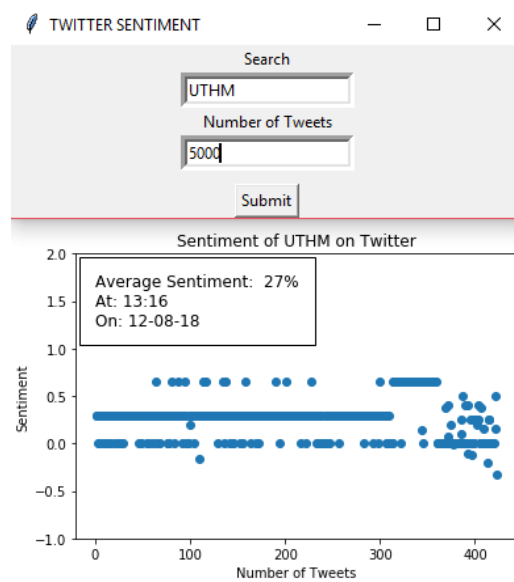 TWITTER SENTIMENT
Search
UTHM
Number of Tweets
5000
Submit
Sentiment of UTHM on Twitter
Average Sentiment: 27%
At: 13:16
On: 12-08-18
2.0
1.5
1.0
0.5
0.0
−0.5
−1.0
Sentiment
0 100 200 300 400
Number of Tweets